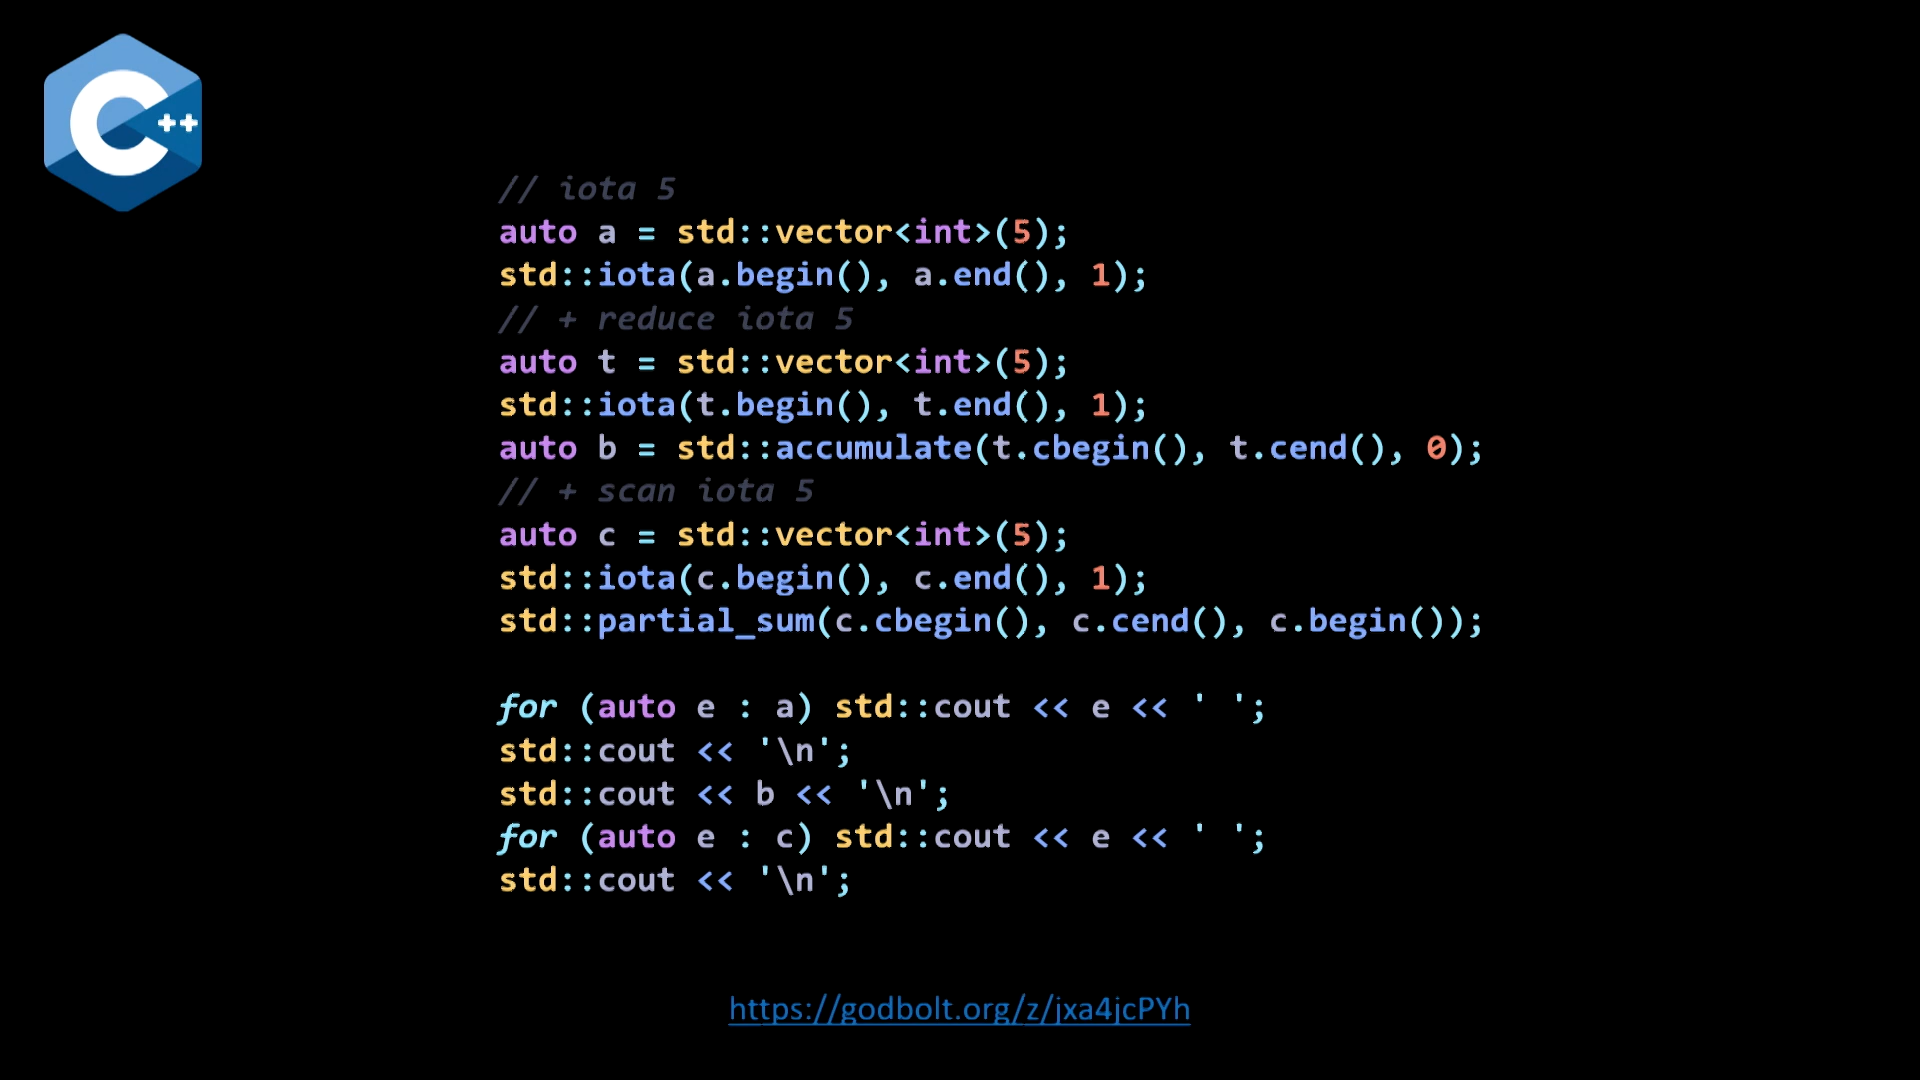 C++
// iota 5
auto a = std::vector<int>(5);
std::iota(a.begin(), a.end(), 1);
// + reduce iota 5
auto t = std::vector<int>(5);
std::iota(t.begin(), t.end(), 1);
auto b = std::accumulate(t.cbegin(), t.cend(), 0);
// + scan iota 5
auto c = std::vector<int>(5);
std::iota(c.begin(), c.end(), 1);
std::partial_sum(c.cbegin(), c.cend(), c.begin());
for (auto e : a) std::cout << e << ' ';
std::cout << '\n';
std::cout << b << '\n';
for (auto e : c) std::cout << e << ' ';
std::cout << '\n';
https://godbolt.org/z/jxa4jcPYh